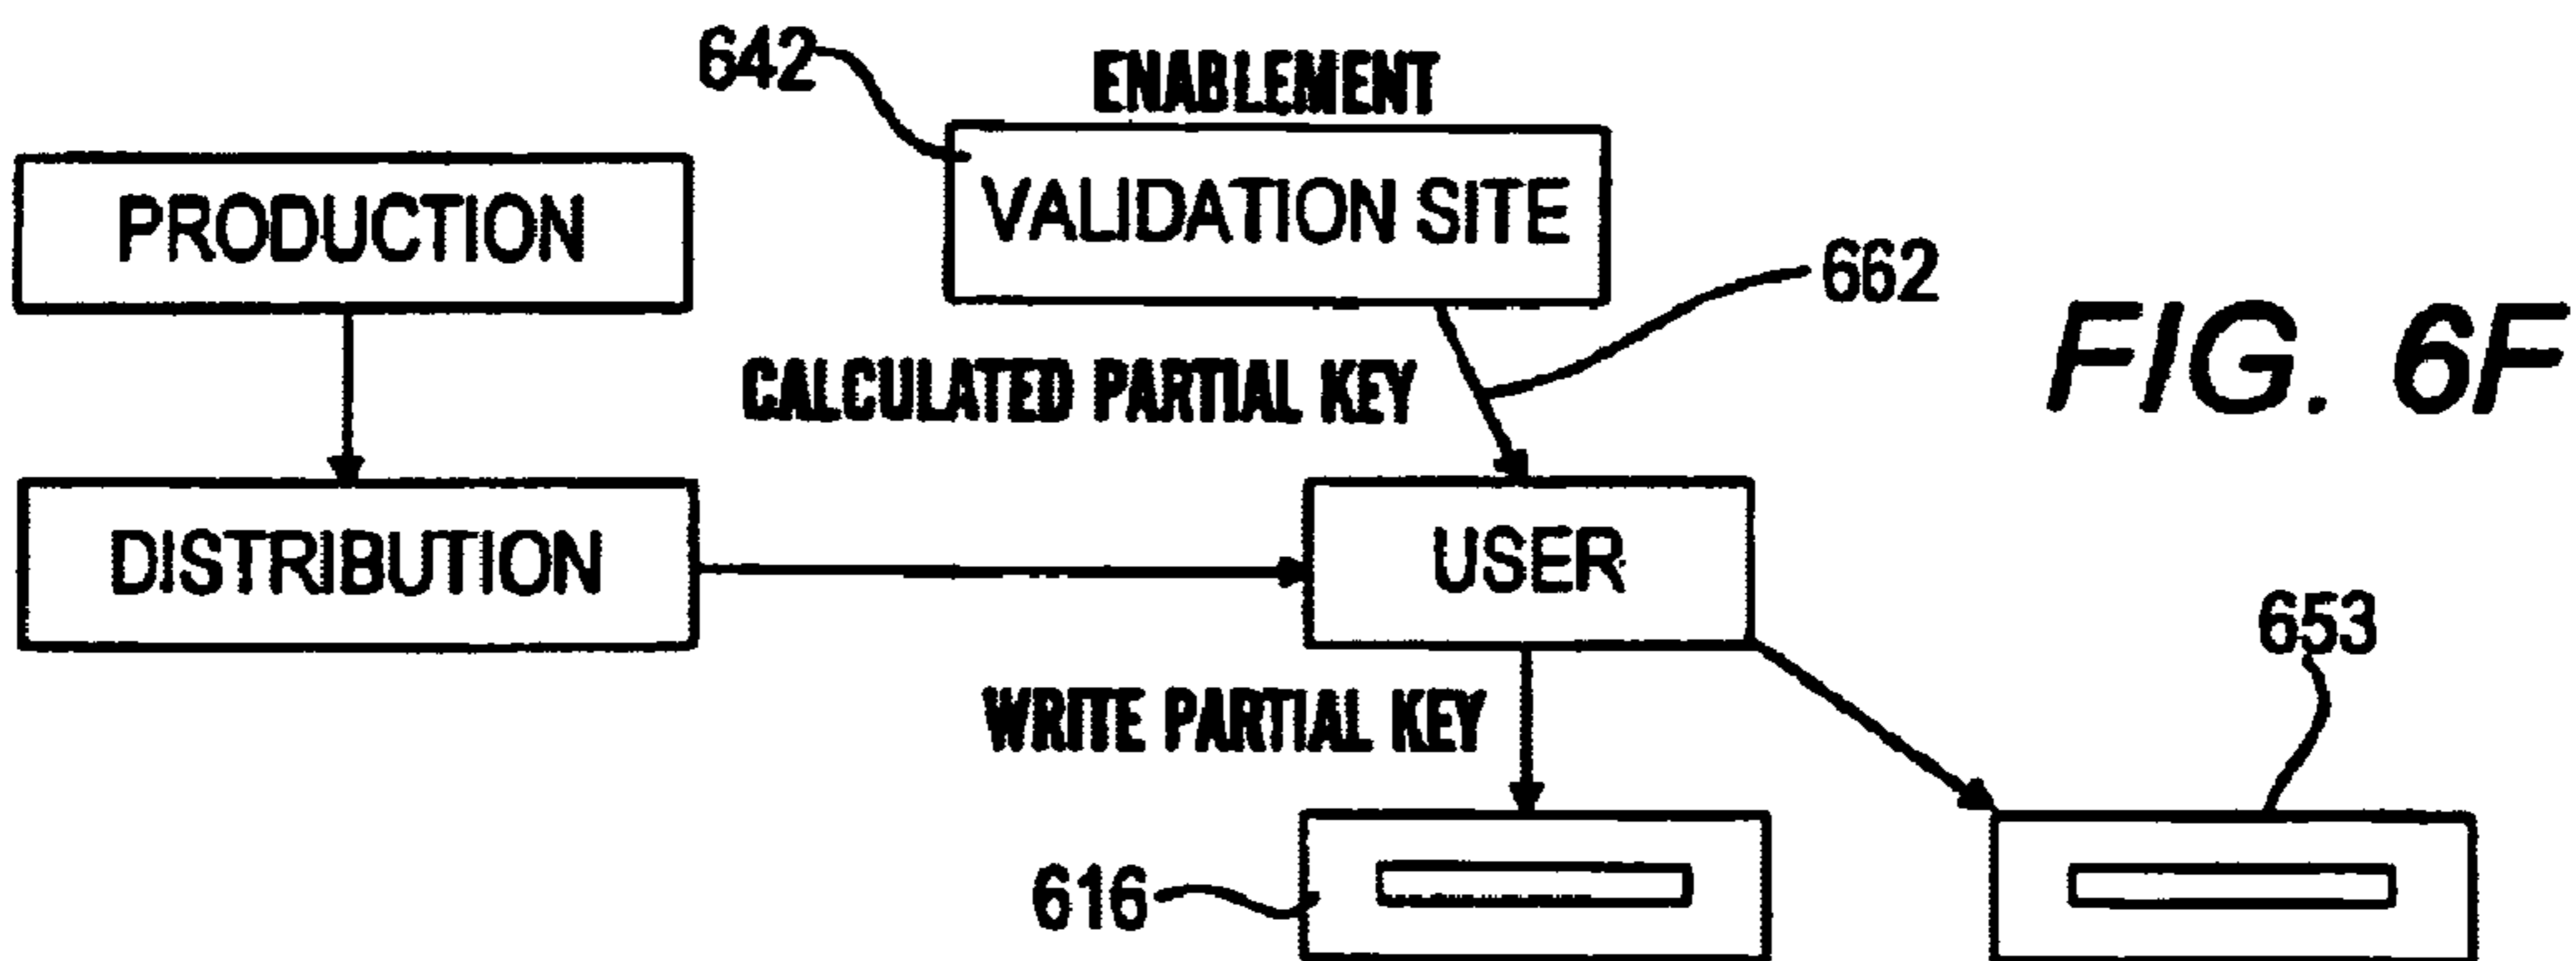 642
ENABLEMENT
PRODUCTION
VALIDATION SITE
662
FIG. 6F
CALCULATED PARTIAL KEY
DISTRIBUTION
USER
653
WRITE PARTIAL KEY
616